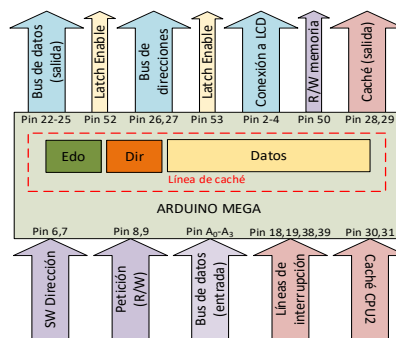 Bus de datos
(salida)
Latch Enable
Bus de
direcciones
Latch Enable
Conexión a LCD
R/W memoria
Caché (salida)
Pin 22-25
Pin 52
Pin 26,27
Pin 53
Pin 2-4
Pin 50
Pin 28,29
Edo
Dir
Datos
Línea de caché
ARDUINO MEGA
Pin 6,7
Pin 8,9
Pin A0-A3
Pin 18,19,38,39
Pin 30,31
SW Dirección
Petición
(R/W)
Bus de datos
(entrada)
Líneas de
interrupción
Caché CPU2